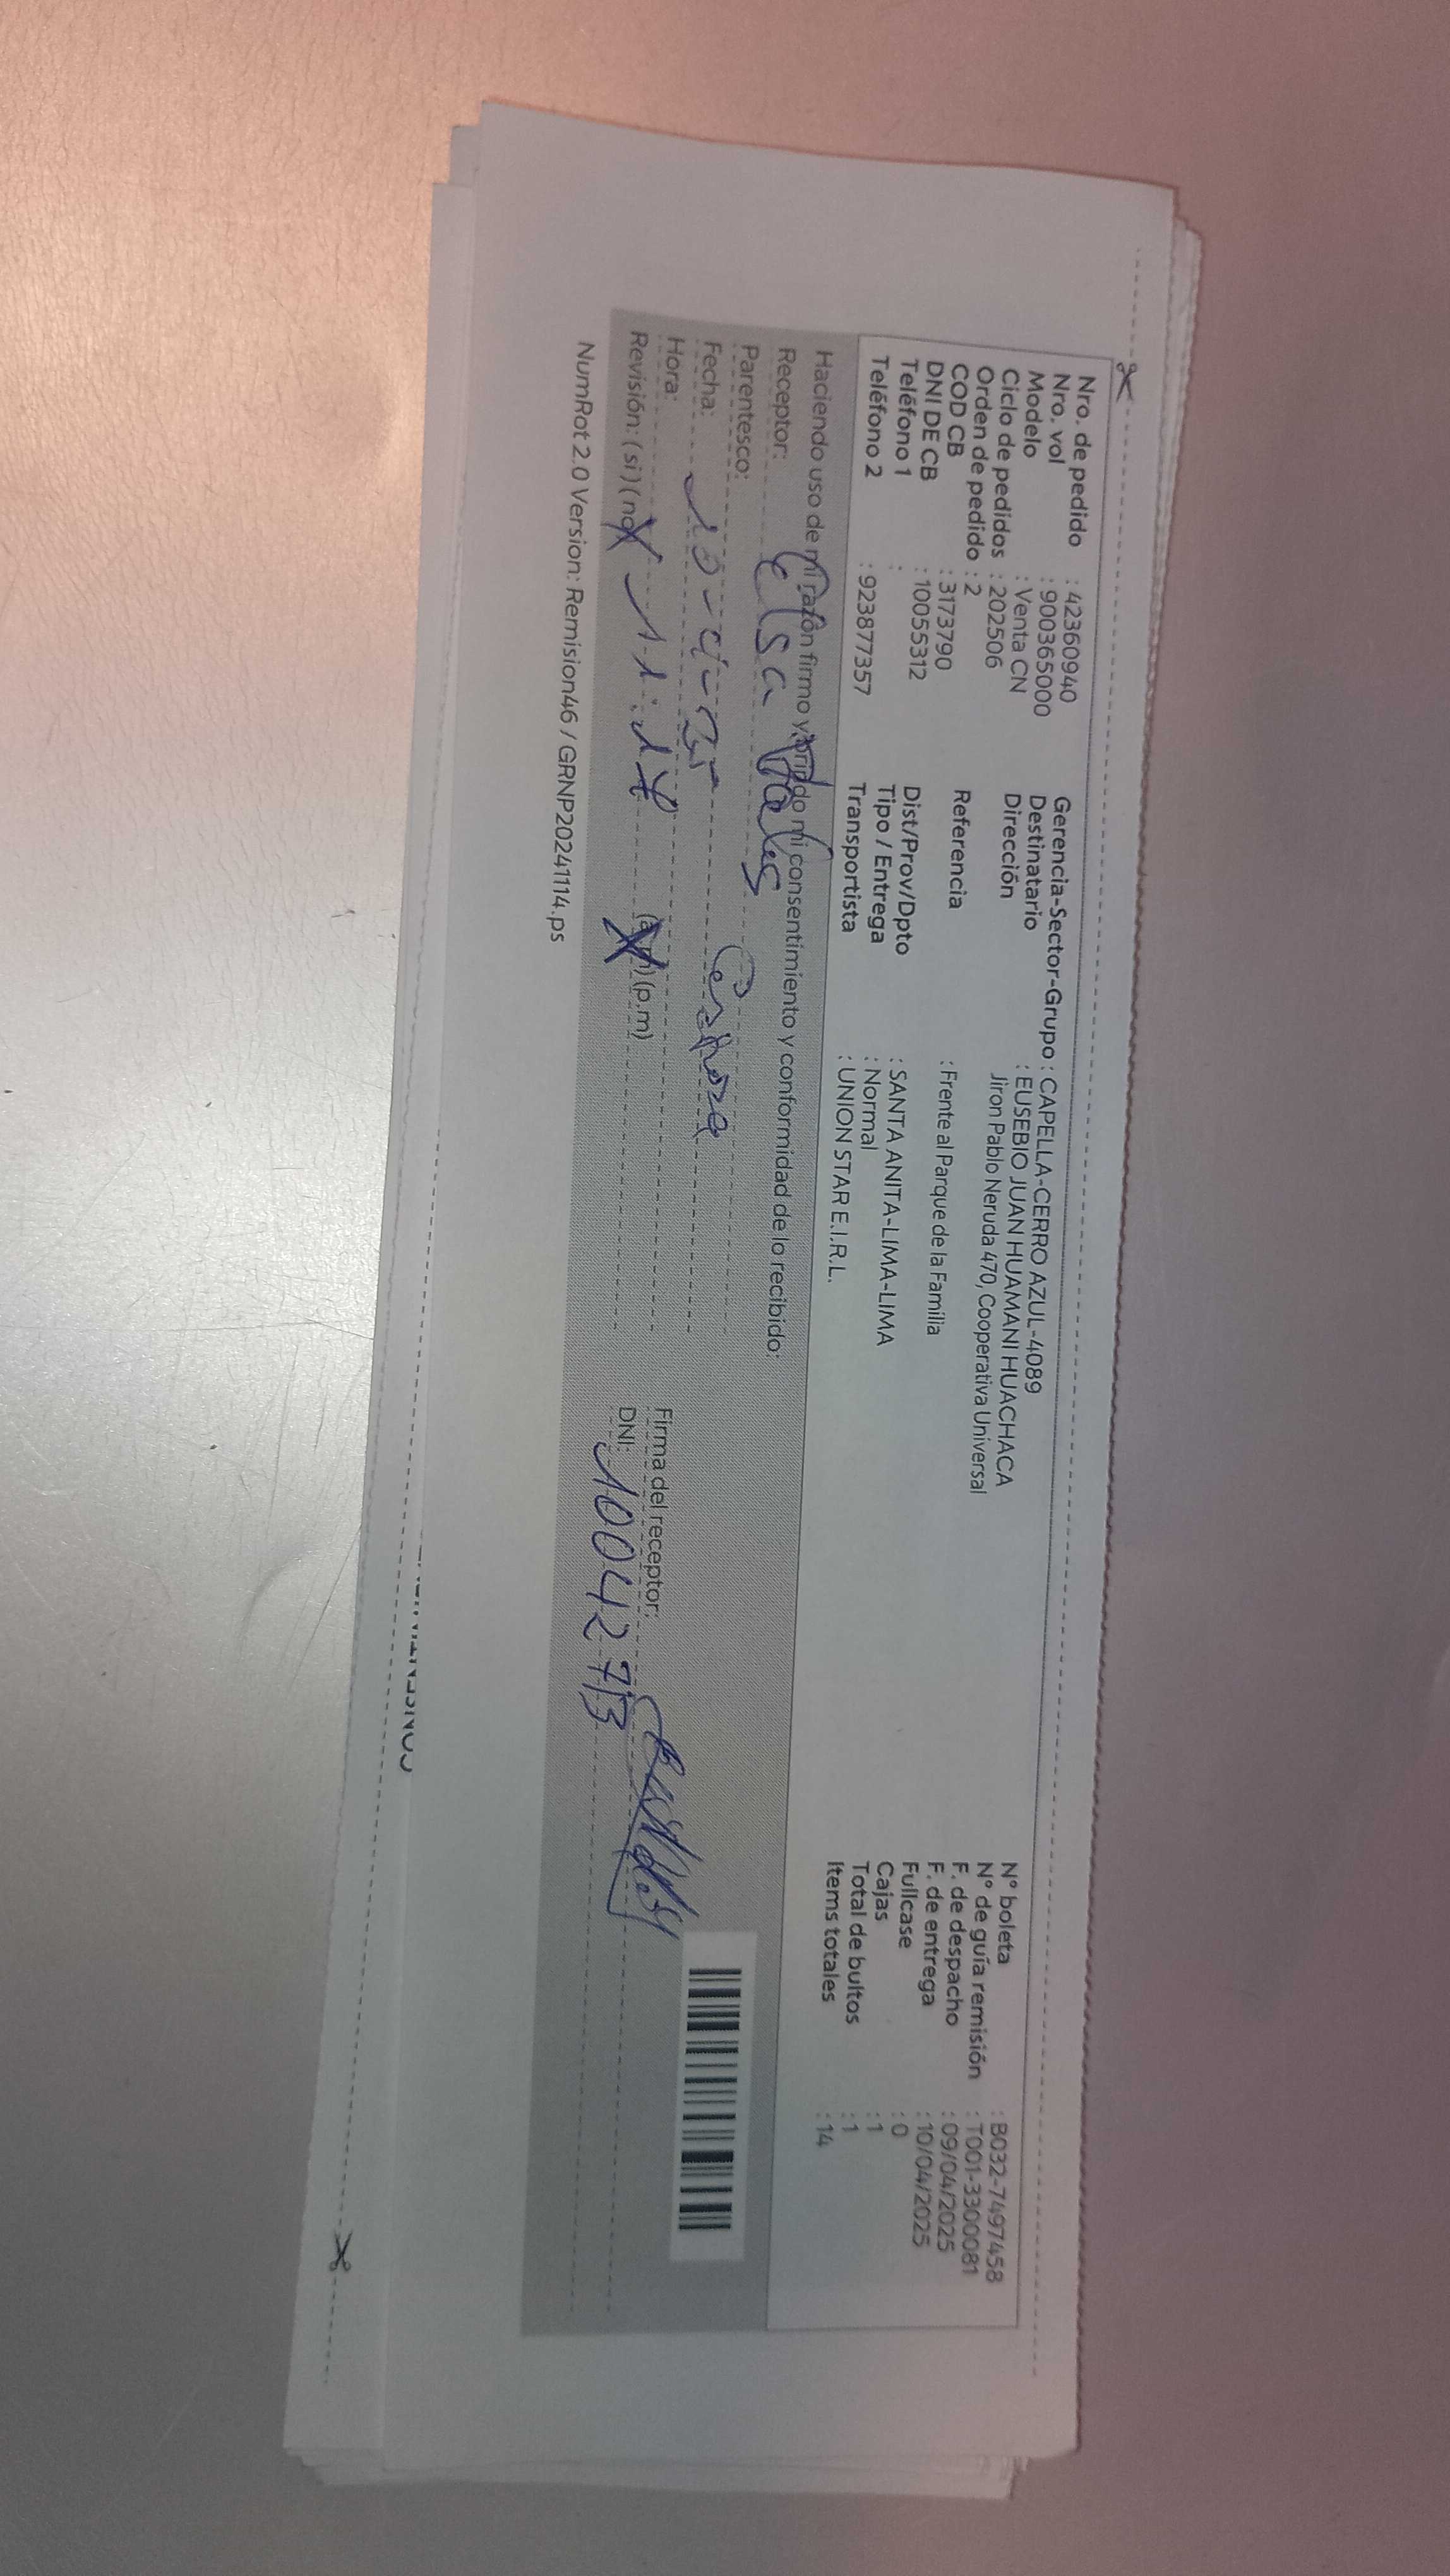 Nro. de pedido : 42360940
Nro. vol : 900365000
Modelo : Venta CN
Ciclo de pedidos : 202506
Orden de pedido : 2
COD CB : 3173790
DNI DE CB : 10055312
Teléfono 1 :
Teléfono 2 : 923877357
Gerencia-Sector-Grupo : CAPELLA-CERRO AZUL-4089
Destinatario : EUSEBIO JUAN HUAMANI HUACHACA
Dirección Jiron Pablo Neruda 470, Cooperativa Universal
Referencia : Frente al Parque de la Familia
Dist/Prov/Dpto : SANTA ANITA-LIMA-LIMA
Tipo / Entrega : Normal
Transportista : UNION STAR E.I.R.L.
N° boleta : B032-7497458
N° de guía remisión : T001-3300081
F. de despacho : 09/04/2025
F. de entrega : 10/04/2025
Fullcase : 0
Cajas : 1
Total de bultos : 1
Items totales : 14
Haciendo uso de mi razón firmo y brindo mi consentimiento y conformidad de lo recibido:
Receptor: Elsa
Parentesco: Esposa
Fecha: 10-4-25
Hora: 11:17 (a.m) (p.m)
Revisión: (si) (no)
Firma del receptor:
DNI: 10042713
NumRot 2.0 Version: Remision46 / GRNP20241114.ps